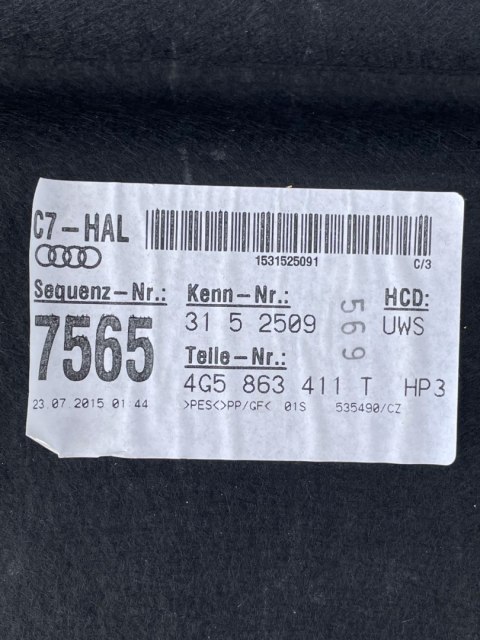 C7-HAL
1531525091 C/3
Sequenz-Nr.: Kenn-Nr.: HCD:
7565 31 5 2509 569 UWS
Teile-Nr.:
4G5 863 411 T HP3
23.07.2015 01:44 >PES<>PP/GF< 01S 535490/CZ